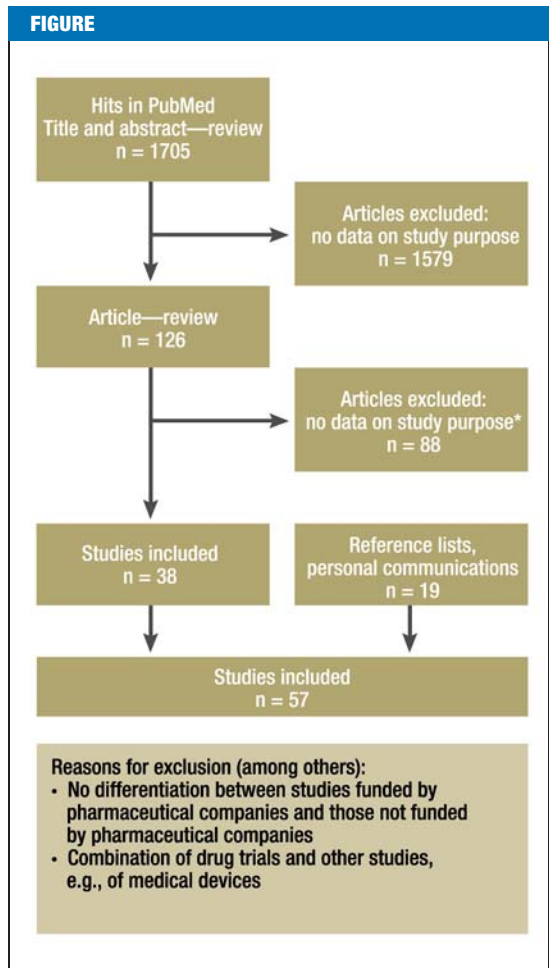 FIGURE
Hits in PubMed
Title and abstract—review
n = 1705
Articles excluded:
no data on study purpose
n = 1579
Article—review
n = 126
Articles excluded:
no data on study purpose*
n = 88
Studies included
n = 38
Reference lists,
personal communications
n = 19
Studies included
n = 57
Reasons for exclusion (among others):
• No differentiation between studies funded by
pharmaceutical companies and those not funded
by pharmaceutical companies
• Combination of drug trials and other studies,
e.g., of medical devices